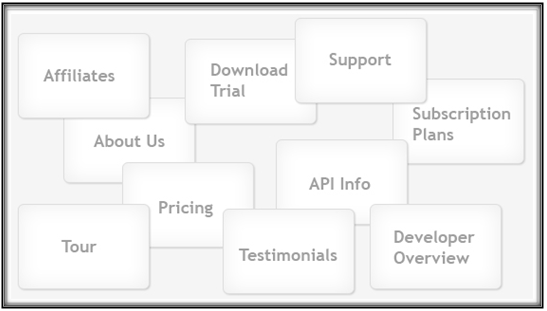 Support
Affiliates
Download
Trial
Subscription
Plans
About Us
API Info
Pricing
Tour
Testimonials
Developer
Overview